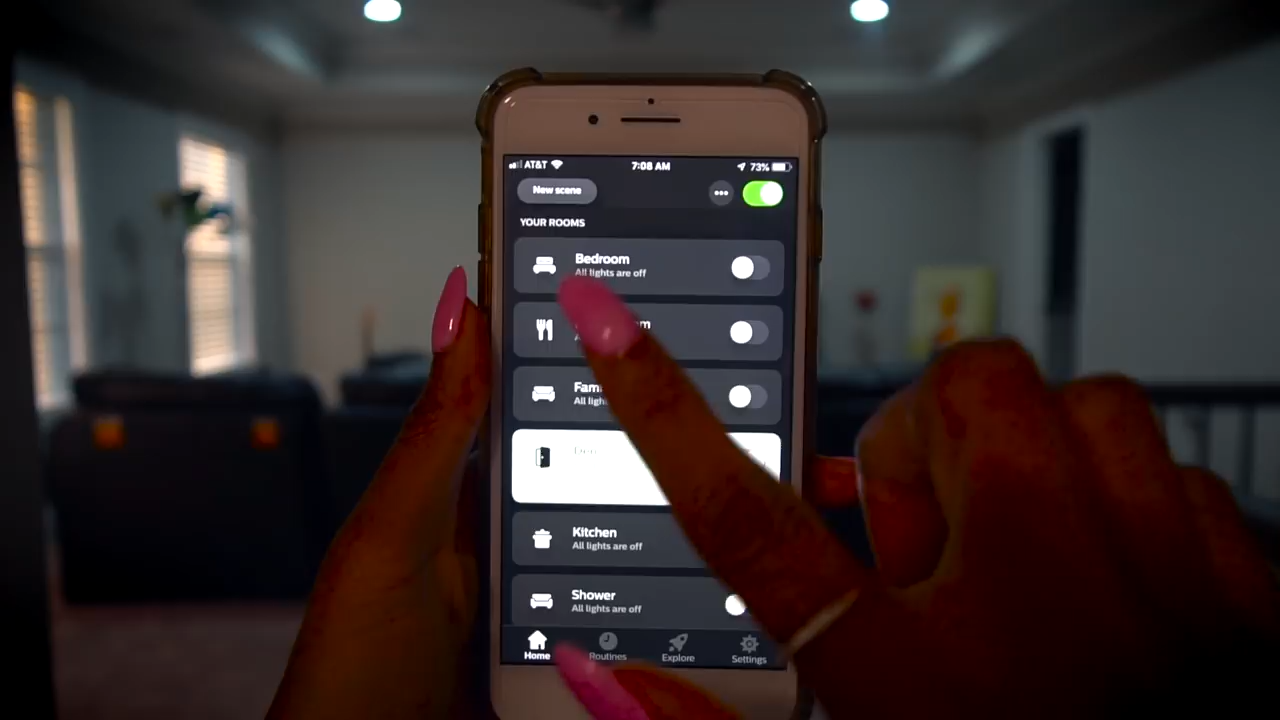 AT&T
7:08 AM
73%
New scene
YOUR ROOMS
Bedroom
All lights are off
Kitchen
All lights are off
Shower
All lights are off
Home
Routines
Explore
Settings